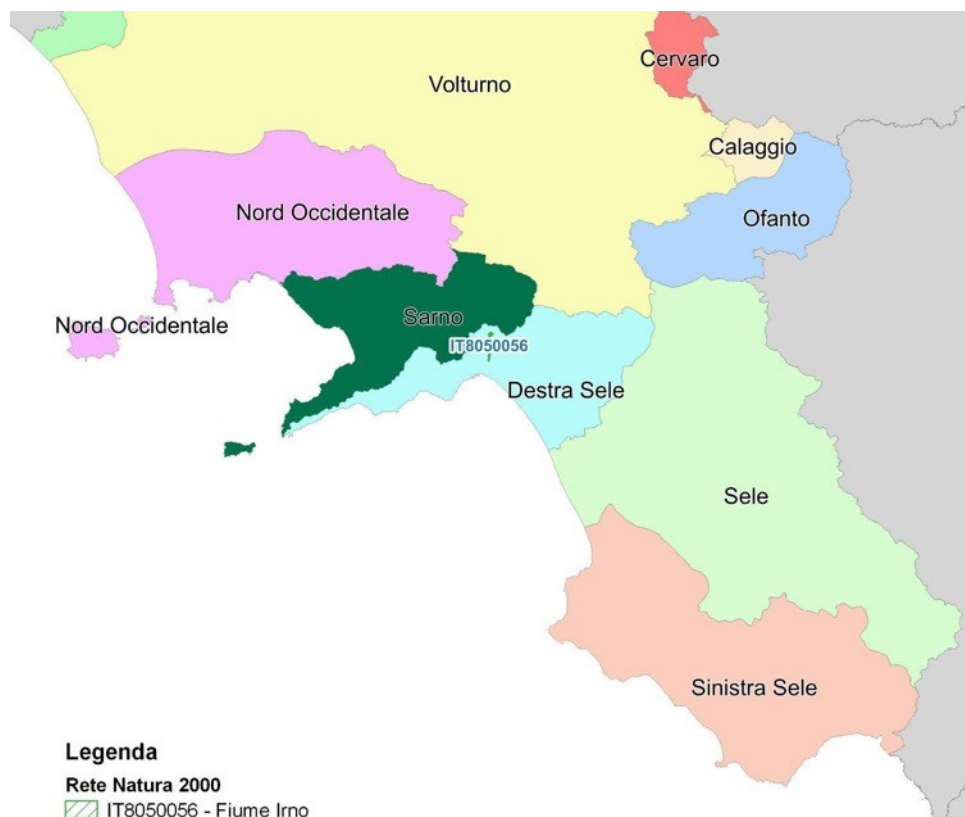 Cervaro
Volturno
Calaggio
Nord Occidentale
Ofanto
Sarno
Nord Occidentale
IT8050056
Destra Sele
Sele
Sinistra Sele
Legenda
Rete Natura 2000
IT8050056 - Fiume Irno